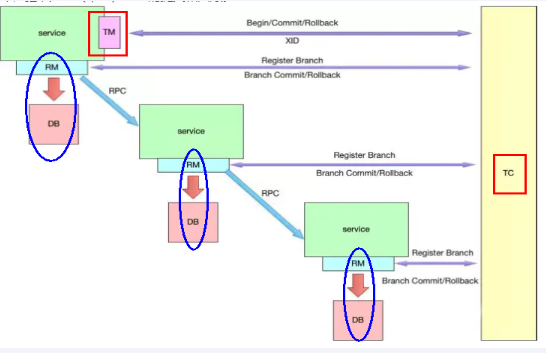 Begin/Commit/Rollback
service
TM
XID
RM
Register Branch
Branch Commit/Rollback
RPC
DB
service
Register Branch
RM
TC
Branch Commit/Rollback
RPC
DB
service
Register Branch
RM
Branch Commit/Rollback
DB